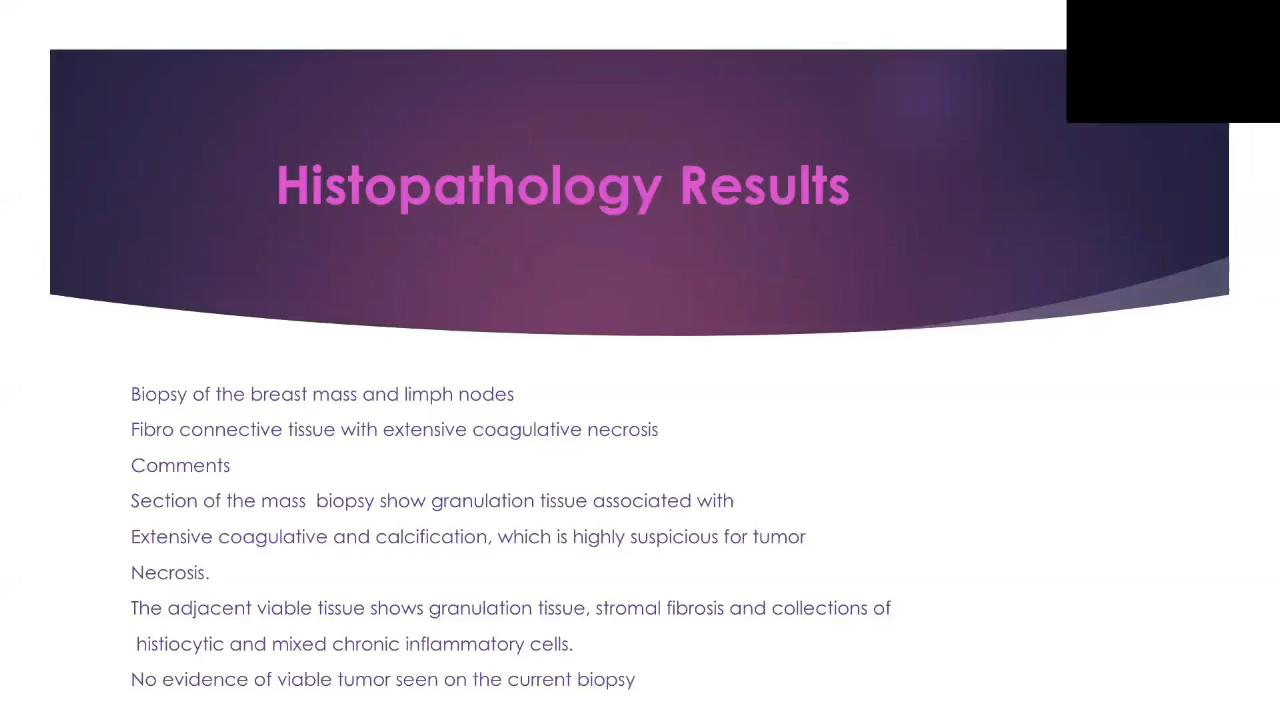 Histopathology Results
Biopsy of the breast mass and limph nodes
Fibro connective tissue with extensive coagulative necrosis
Comments
Section of the mass  biopsy show granulation tissue associated with
Extensive coagulative and calcification, which is highly suspicious for tumor
Necrosis.
The adjacent viable tissue shows granulation tissue, stromal fibrosis and collections of
histiocytic and mixed chronic inflammatory cells.
No evidence of viable tumor seen on the current biopsy